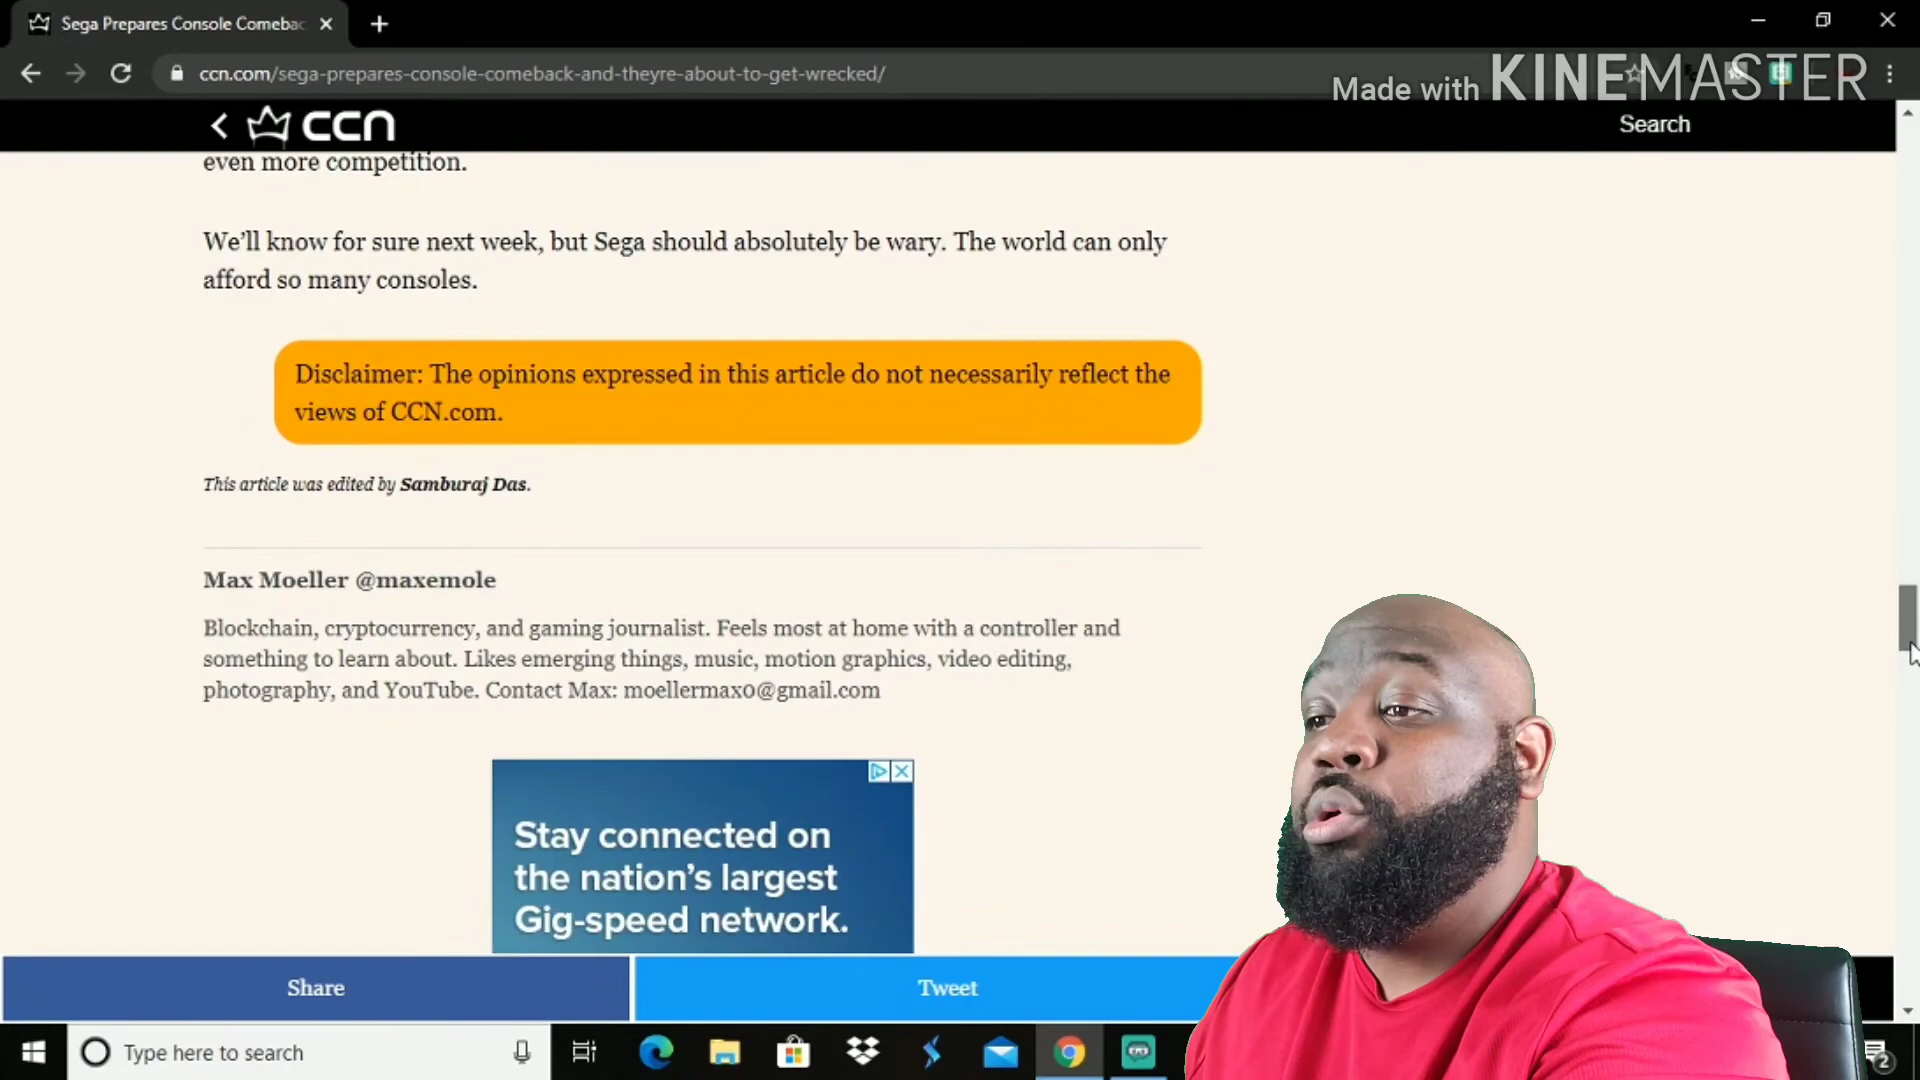 Sega Prepares Console Comebac
ccn.com/sega-prepares-console-comeback-and-theyre-about-to-get-wrecked/
Made with KINEMASTER
ccn
Search
even more competition.
We'll know for sure next week, but Sega should absolutely be wary. The world can only
afford so many consoles.
Disclaimer: The opinions expressed in this article do not necessarily reflect the
views of CCN.com.
This article was edited by Samburaj Das.
Max Moeller @maxemole
Blockchain, cryptocurrency, and gaming journalist. Feels most at home with a controller and
something to learn about. Likes emerging things, music, motion graphics, video editing,
photography, and YouTube. Contact Max: moellermax0@gmail.com
Stay connected on
the nation's largest
Gig-speed network.
Share
Tweet
Type here to search
2